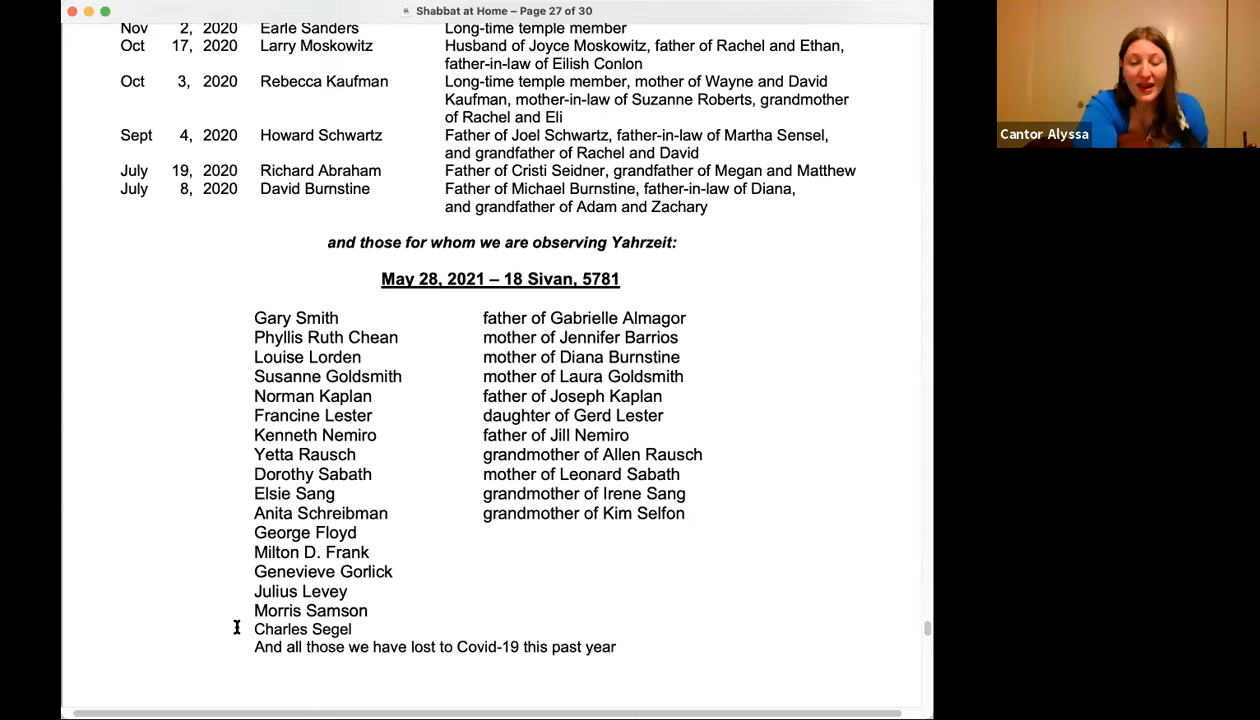 Shabbat at Home – Page 27 of 30
Nov 2, 2020 Earle Sanders Long-time temple member
Oct 17, 2020 Larry Moskowitz Husband of Joyce Moskowitz, father of Rachel and Ethan,
father-in-law of Eilish Conlon
Oct 3, 2020 Rebecca Kaufman Long-time temple member, mother of Wayne and David
Kaufman, mother-in-law of Suzanne Roberts, grandmother
of Rachel and Eli
Sept 4, 2020 Howard Schwartz Father of Joel Schwartz, father-in-law of Martha Sensel,
and grandfather of Rachel and David
July 19, 2020 Richard Abraham Father of Cristi Seidner, grandfather of Megan and Matthew
July 8, 2020 David Burnstine Father of Michael Burnstine, father-in-law of Diana,
and grandfather of Adam and Zachary
and those for whom we are observing Yahrzeit:
May 28, 2021 – 18 Sivan, 5781
Gary Smith father of Gabrielle Almagor
Phyllis Ruth Chean mother of Jennifer Barrios
Louise Lorden mother of Diana Burnstine
Susanne Goldsmith mother of Laura Goldsmith
Norman Kaplan father of Joseph Kaplan
Francine Lester daughter of Gerd Lester
Kenneth Nemiro father of Jill Nemiro
Yetta Rausch grandmother of Allen Rausch
Dorothy Sabath mother of Leonard Sabath
Elsie Sang grandmother of Irene Sang
Anita Schreibman grandmother of Kim Selfon
George Floyd
Milton D. Frank
Genevieve Gorlick
Julius Levey
Morris Samson
Charles Segel
And all those we have lost to Covid-19 this past year
Cantor Alyssa